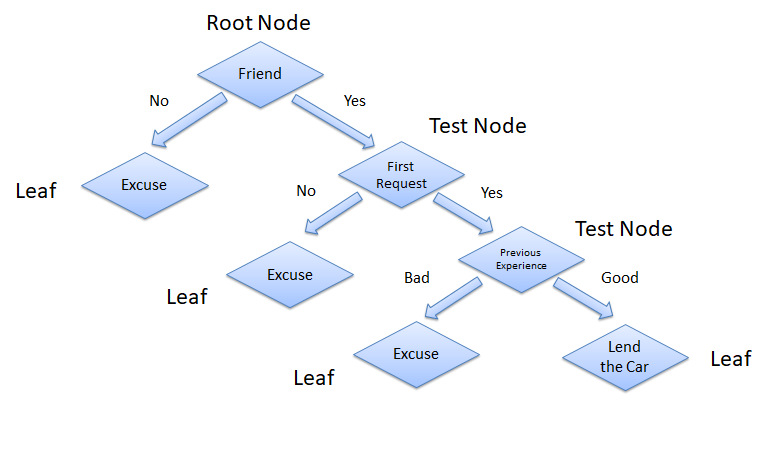 Root Node
Friend
No
Yes
Test Node
First
Request
Leaf
Excuse
No
Yes
Test Node
Previous
Experience
Excuse
Leaf
Bad
Good
Excuse
Leaf
Lend
the Car
Leaf